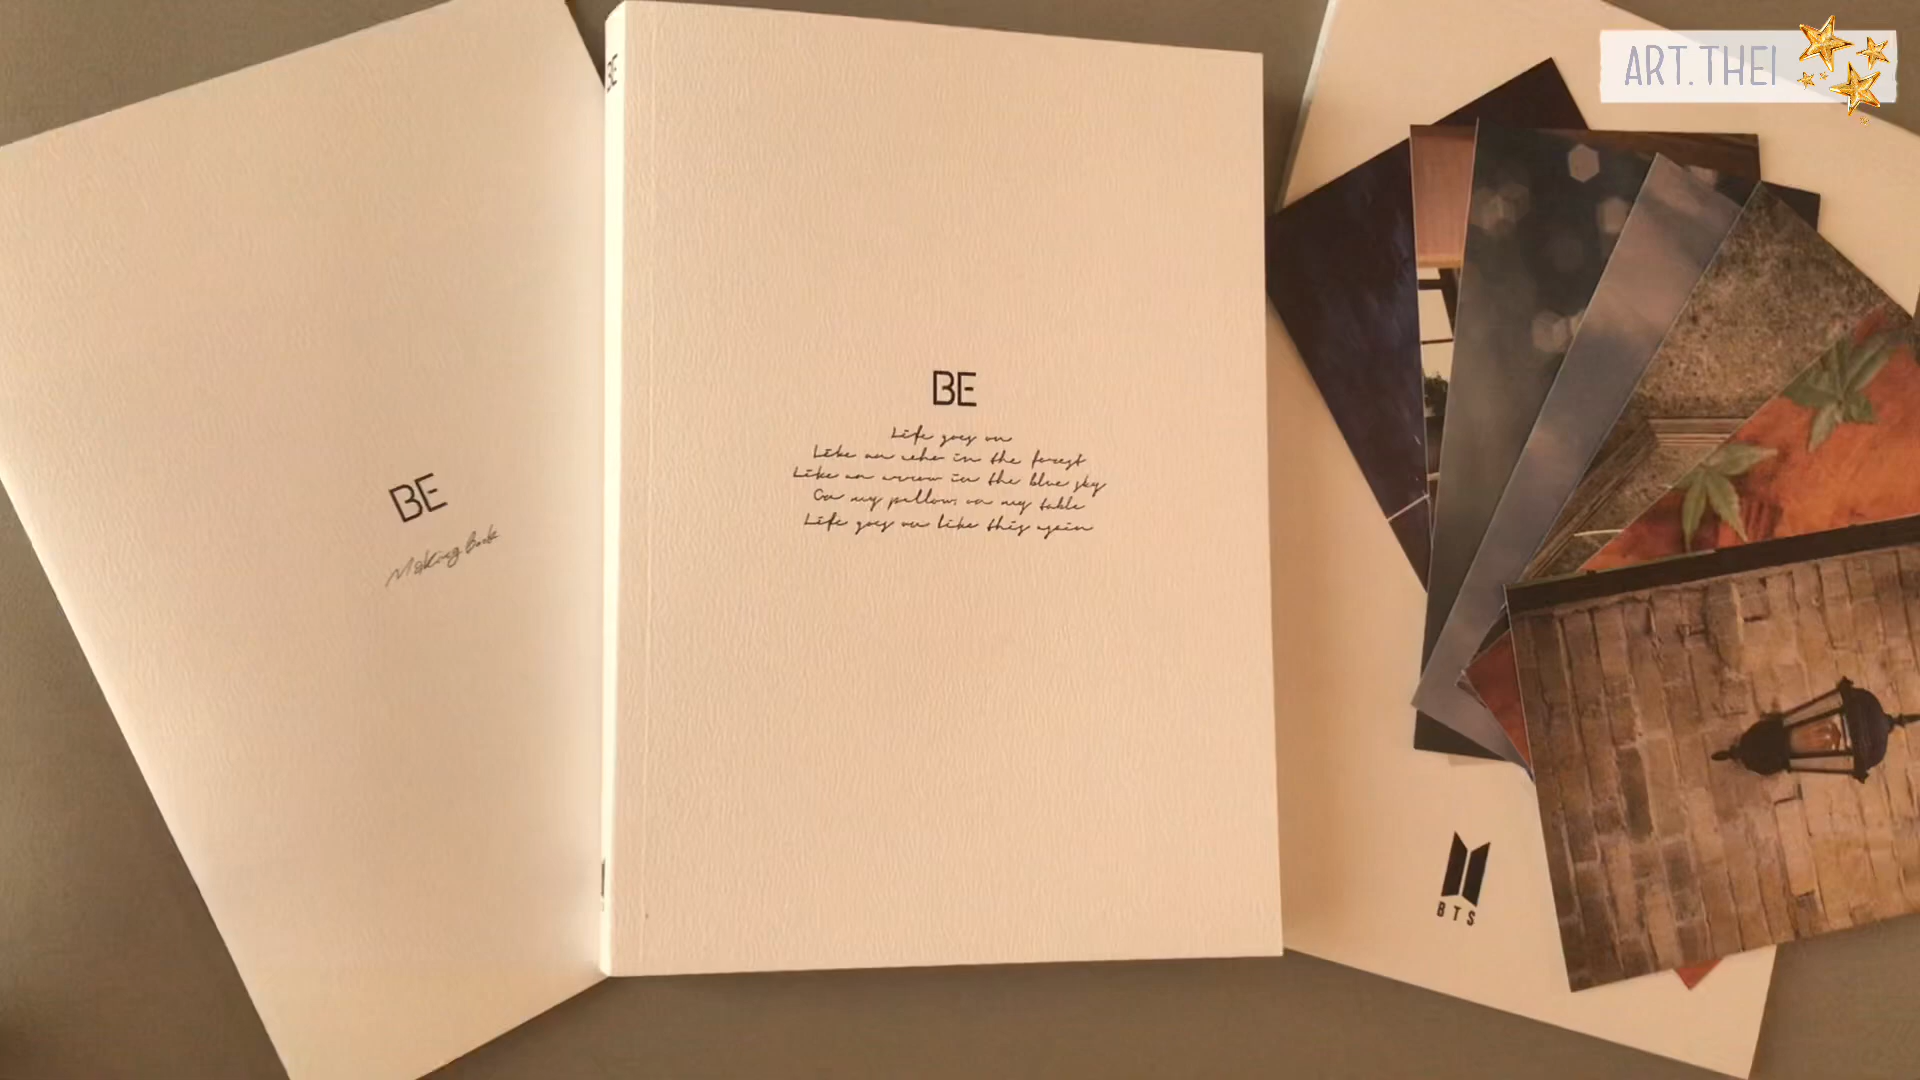 ART.THEI
BE
BE
Making Book
BE
Life goes on
Like an echo in the forest
Like an arrow in the blue sky
On my pillow, on my table
Life goes on like this again
BTS